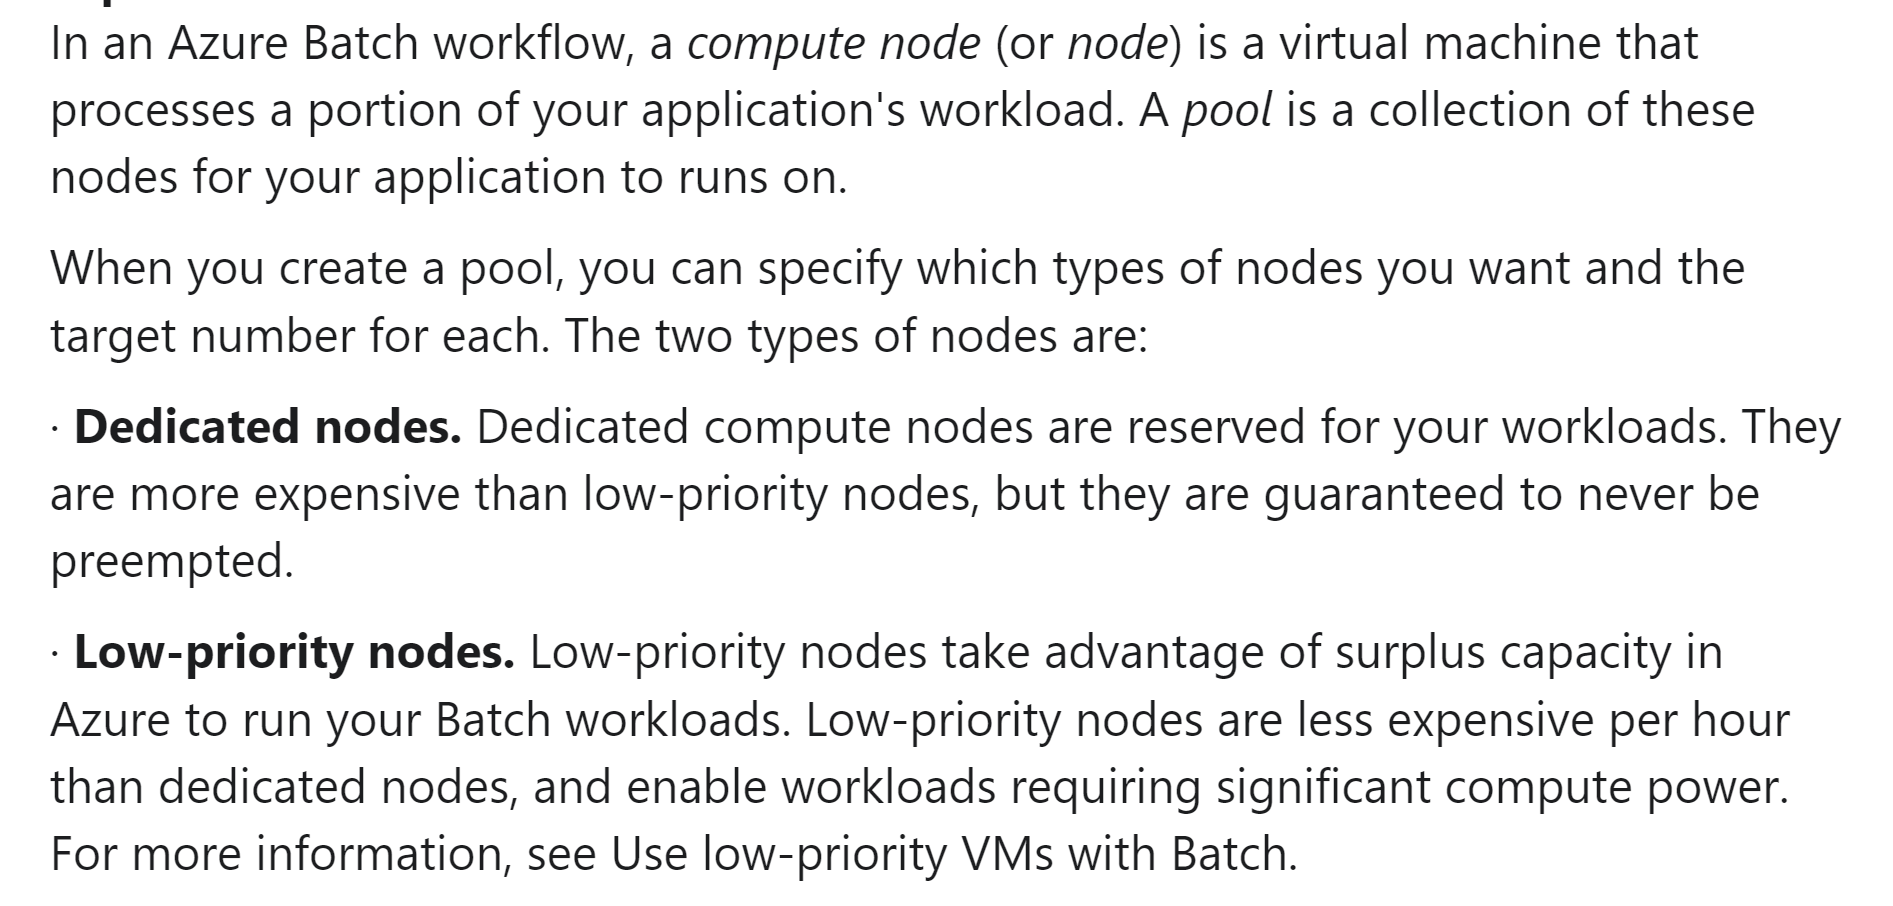 In an Azure Batch workflow, a compute node (or node) is a virtual machine that
processes a portion of your application's workload. A pool is a collection of these
nodes for your application to runs on.
When you create a pool, you can specify which types of nodes you want and the
target number for each. The two types of nodes are:
· Dedicated nodes. Dedicated compute nodes are reserved for your workloads. They
are more expensive than low-priority nodes, but they are guaranteed to never be
preempted.
· Low-priority nodes. Low-priority nodes take advantage of surplus capacity in
Azure to run your Batch workloads. Low-priority nodes are less expensive per hour
than dedicated nodes, and enable workloads requiring significant compute power.
For more information, see Use low-priority VMs with Batch.